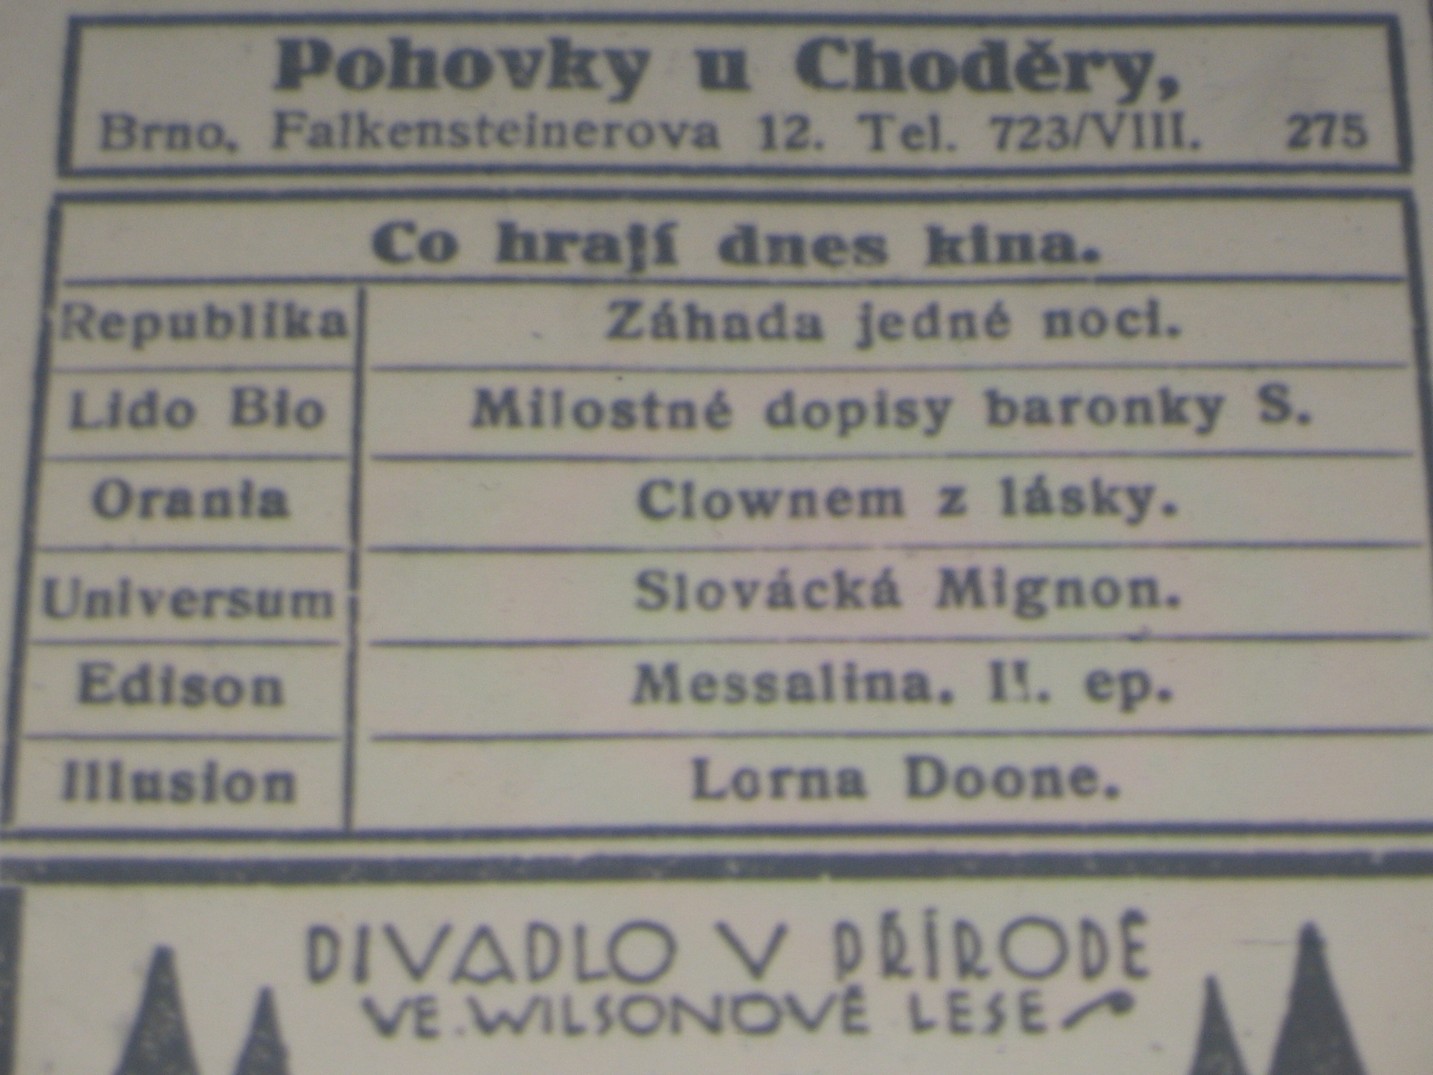 Pohovky u Choděry,
Brno, Falkensteinerova 12. Tel. 723/VIII. 275
Co hrají dnes kina.
Republika Záhada jedné noci.
Lido Bio Milostné dopisy baronky S.
Orania Clownem z lásky.
Universum Slovácká Mignon.
Edison Messalina. II. ep.
Illusion Lorna Doone.
DIVADLO V PŘÍRODĚ
VE WILSONOVĚ LESE